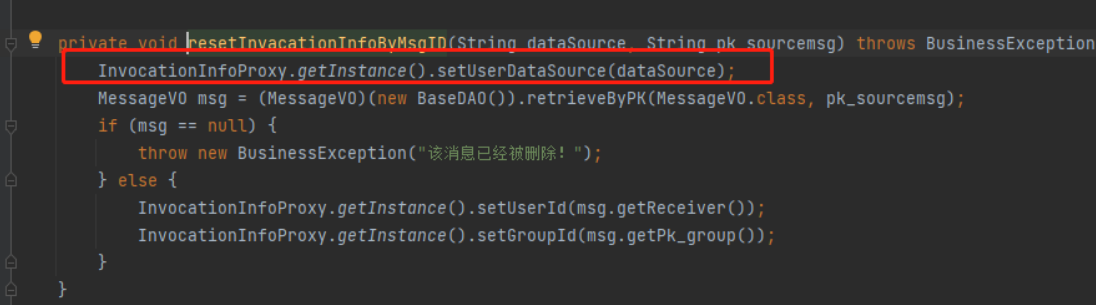 private void resetInvacationInfoByMsgID(String dataSource, String pk_sourcemsg) throws BusinessException
InvocationInfoProxy.getInstance().setUserDataSource(dataSource);
MessageVO msg = (MessageVO)(new BaseDAO()).retrieveByPK(MessageVO.class, pk_sourcemsg);
if (msg == null) {
throw new BusinessException("该消息已经被删除！");
} else {
InvocationInfoProxy.getInstance().setUserId(msg.getReceiver());
InvocationInfoProxy.getInstance().setGroupId(msg.getPk_group());
}
}